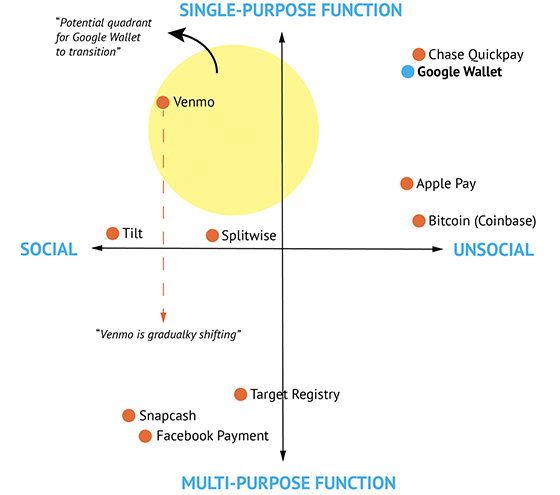 SINGLE-PURPOSE FUNCTION
“Potential quadrant
for Google Wallet
to transition”
Chase Quickpay
Google Wallet
Venmo
Apple Pay
Bitcoin (Coinbase)
Tilt
Splitwise
SOCIAL
UNSOCIAL
“Venmo is gradualky shifting”
Target Registry
Snapcash
Facebook Payment
MULTI-PURPOSE FUNCTION